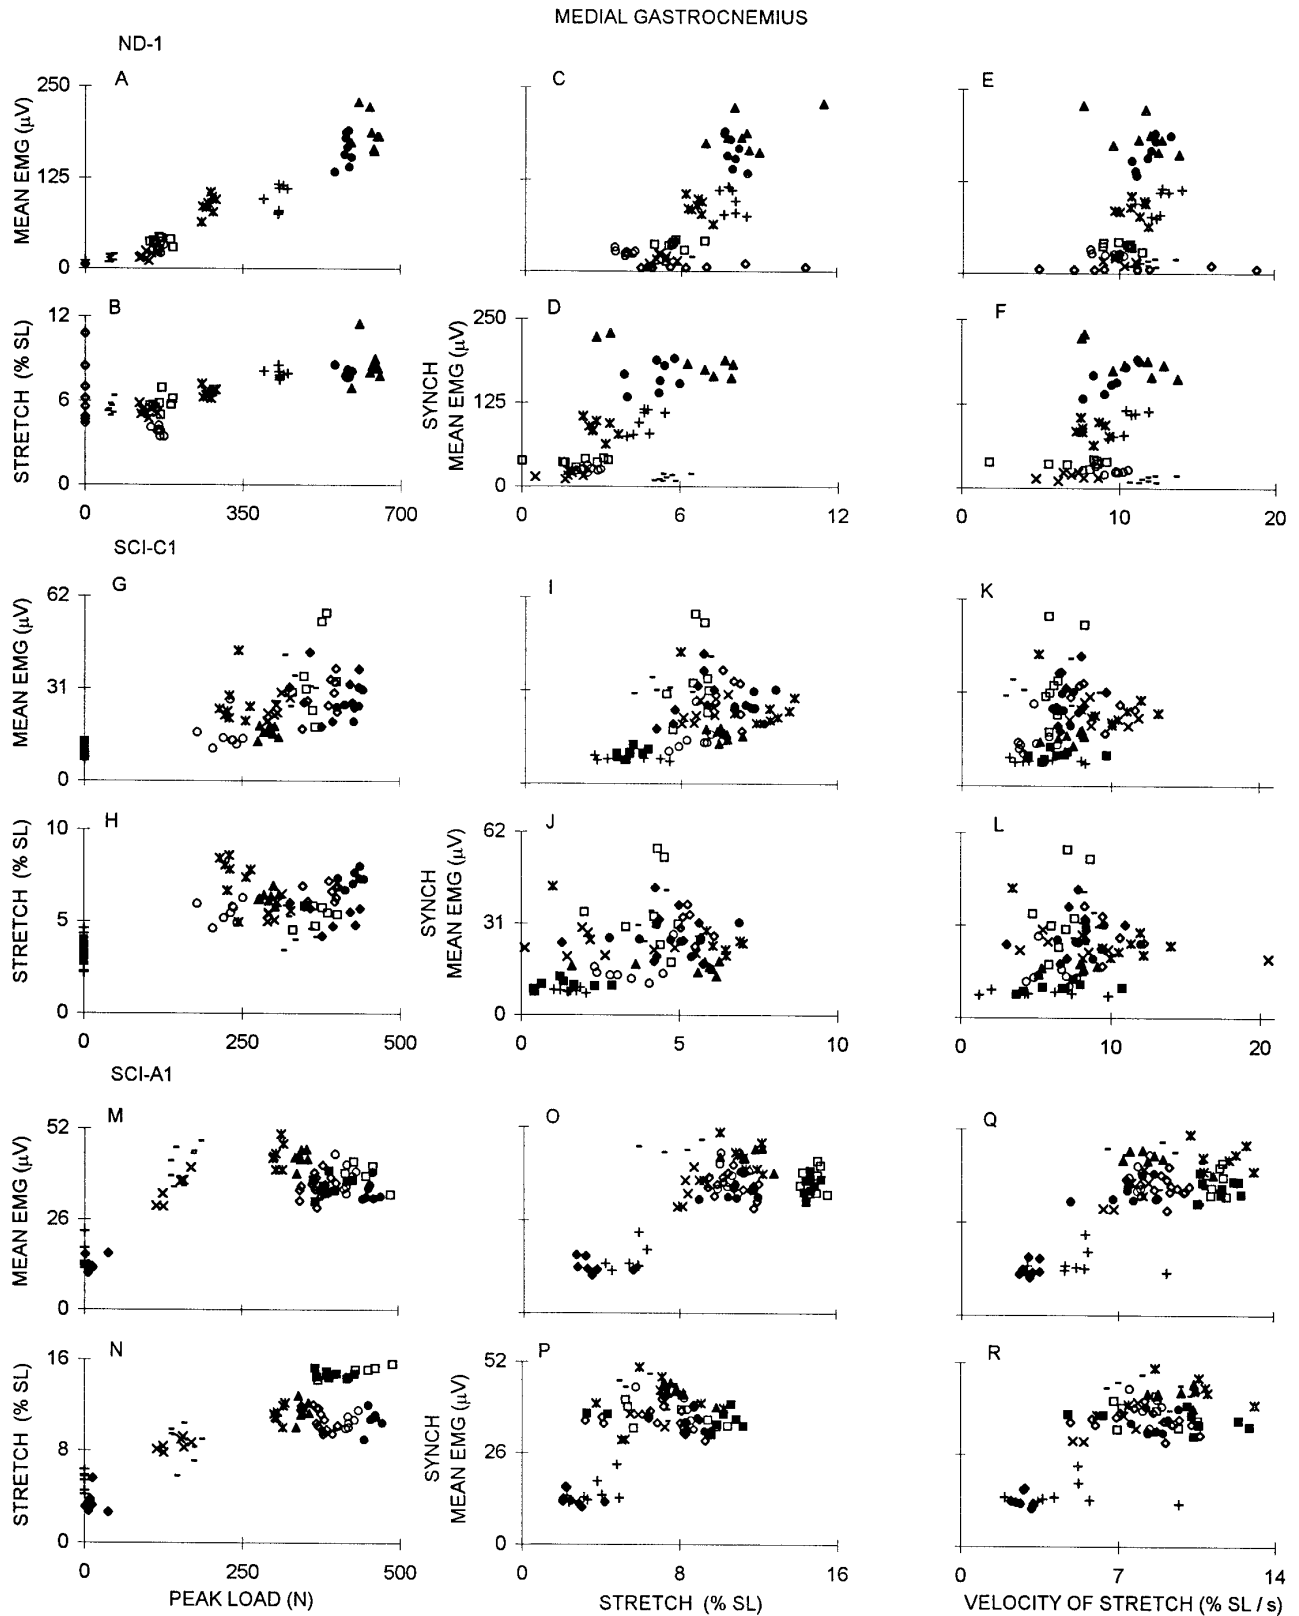 MEDIAL GASTROCNEMIUS
ND-1
A
C
E
MEAN EMG (µV)
250
125
0
B
D
F
STRETCH (% SL)
12
6
0
0
350
700
SYNCH
MEAN EMG (µV)
250
125
0
0
6
12
0
10
20
SCI-C1
G
I
K
MEAN EMG (µV)
62
31
0
H
J
L
STRETCH (% SL)
10
5
0
0
250
500
SYNCH
MEAN EMG (µV)
62
31
0
0
5
10
0
10
20
SCI-A1
M
O
Q
MEAN EMG (µV)
52
26
0
N
P
R
STRETCH (% SL)
16
8
0
0
250
500
PEAK LOAD (N)
SYNCH
MEAN EMG (µV)
52
26
0
0
8
16
STRETCH (% SL)
0
7
14
VELOCITY OF STRETCH (% SL / s)